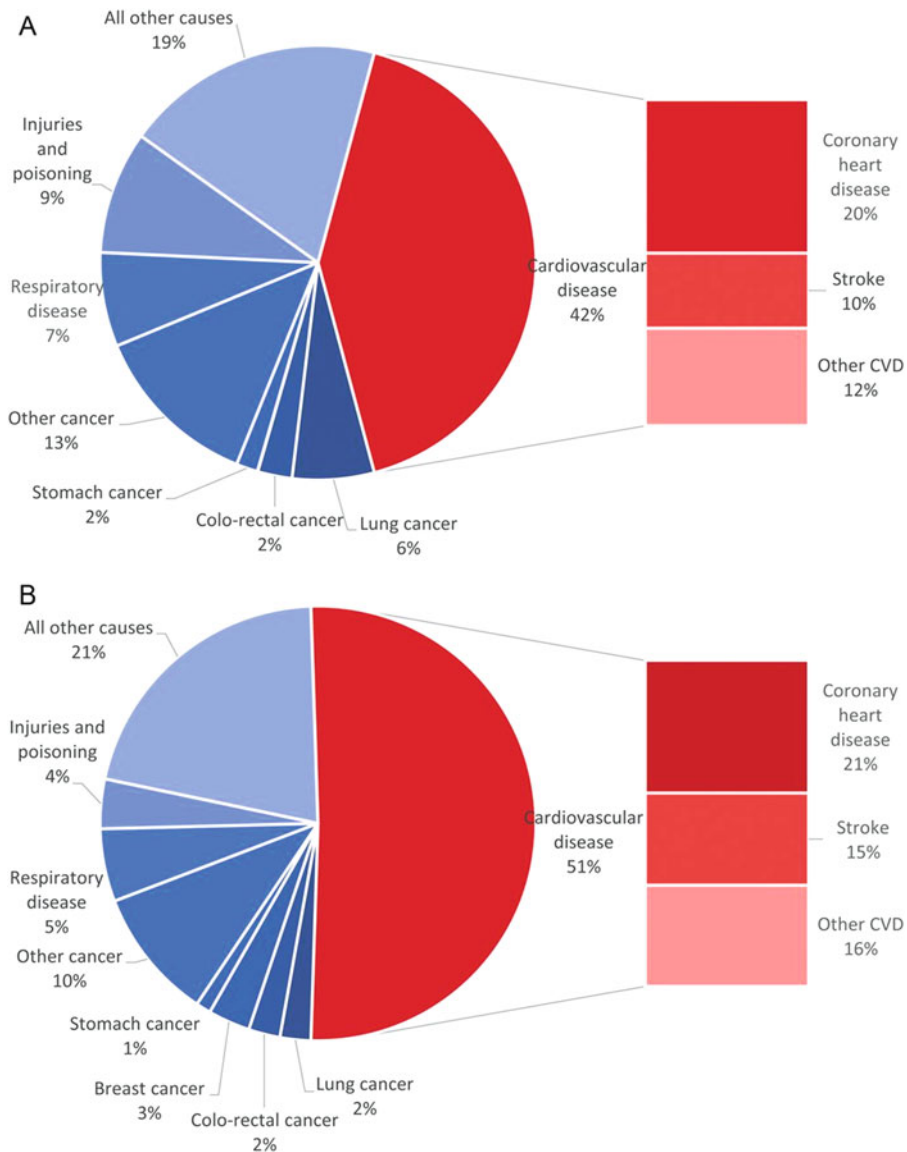 A
All other causes
19%
Injuries
and
poisoning
9%
Respiratory
disease
7%
Other cancer
13%
Stomach cancer
2%
Colo-rectal cancer
2%
Lung cancer
6%
Cardiovascular
disease
42%
Coronary
heart
disease
20%
Stroke
10%
Other CVD
12%
B
All other causes
21%
Injuries and
poisoning
4%
Respiratory
disease
5%
Other cancer
10%
Stomach cancer
1%
Breast cancer
3%
Colo-rectal cancer
2%
Lung cancer
2%
Cardiovascular
disease
51%
Coronary
heart
disease
21%
Stroke
15%
Other CVD
16%